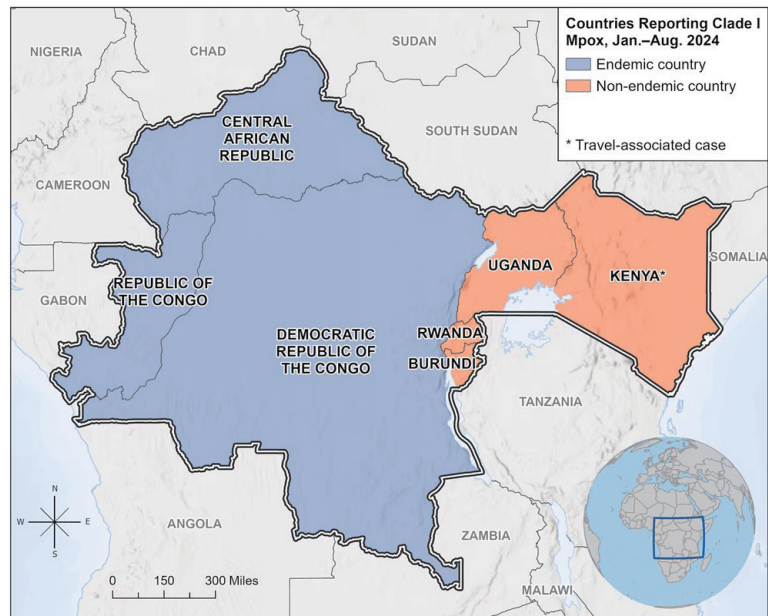 Countries Reporting Clade I
Mpox, Jan.–Aug. 2024
Endemic country
Non-endemic country
* Travel-associated case
NIGERIA
CHAD
SUDAN
CENTRAL
AFRICAN
REPUBLIC
SOUTH SUDAN
CAMEROON
SOMALIA
UGANDA
KENYA*
REPUBLIC OF
THE CONGO
GABON
DEMOCRATIC
REPUBLIC OF
THE CONGO
RWANDA
BURUNDI
TANZANIA
N
W
E
S
ANGOLA
ZAMBIA
MALAWI
0 150 300 Miles